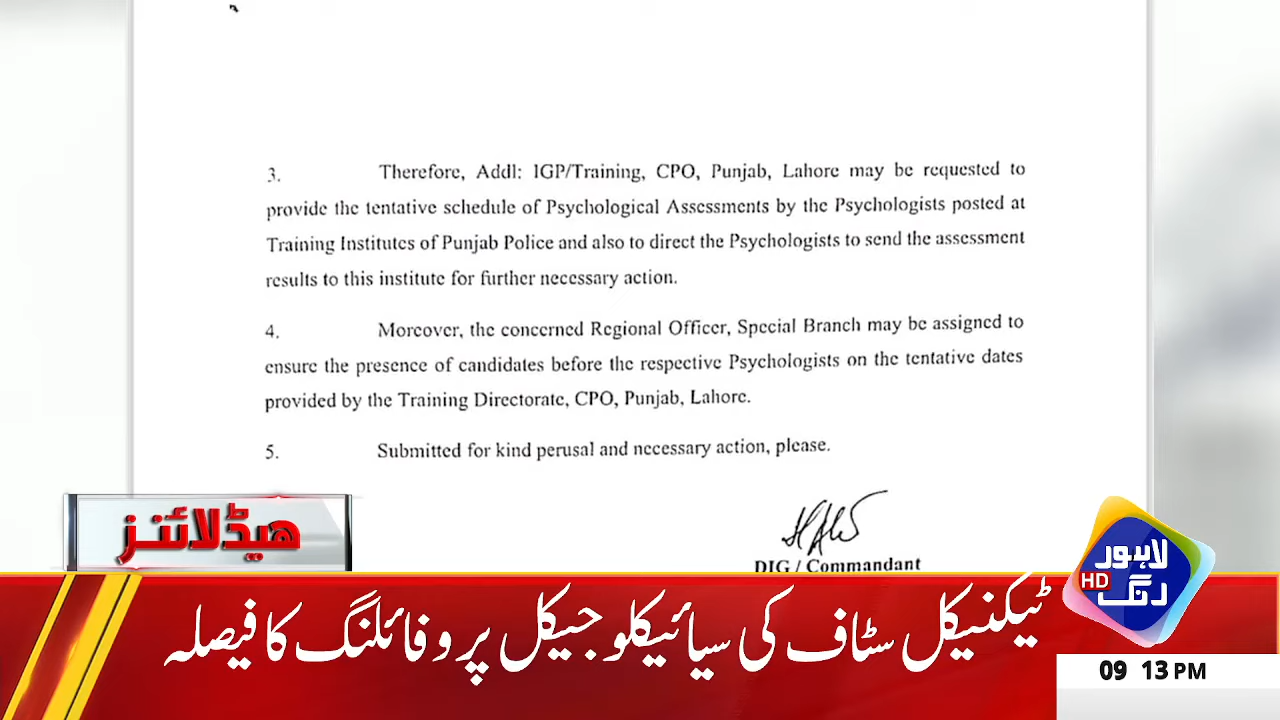 3. Therefore, Addl: IGP/Training, CPO, Punjab, Lahore may be requested to
provide the tentative schedule of Psychological Assessments by the Psychologists posted at
Training Institutes of Punjab Police and also to direct the Psychologists to send the assessment
results to this institute for further necessary action.
4. Moreover, the concerned Regional Officer, Special Branch may be assigned to
ensure the presence of candidates before the respective Psychologists on the tentative dates
provided by the Training Directorate, CPO, Punjab, Lahore.
5. Submitted for kind perusal and necessary action, please.
DIG / Commandant
ہیڈلائنز
لاہور
رنگ
HD
ٹیکنیکل سٹاف کی سیائیکلوجیکل پروفائلنگ کا فیصلہ
09 13 PM